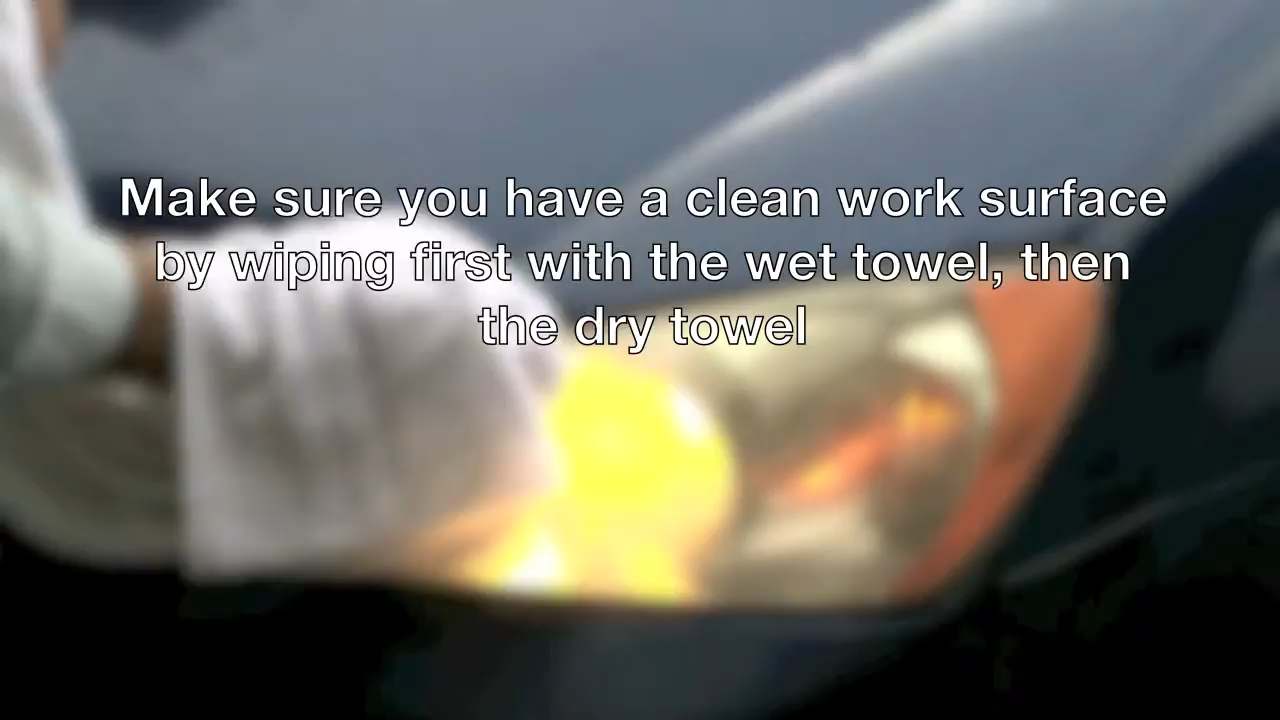 Make sure you have a clean work surface
by wiping first with the wet towel, then
the dry towel